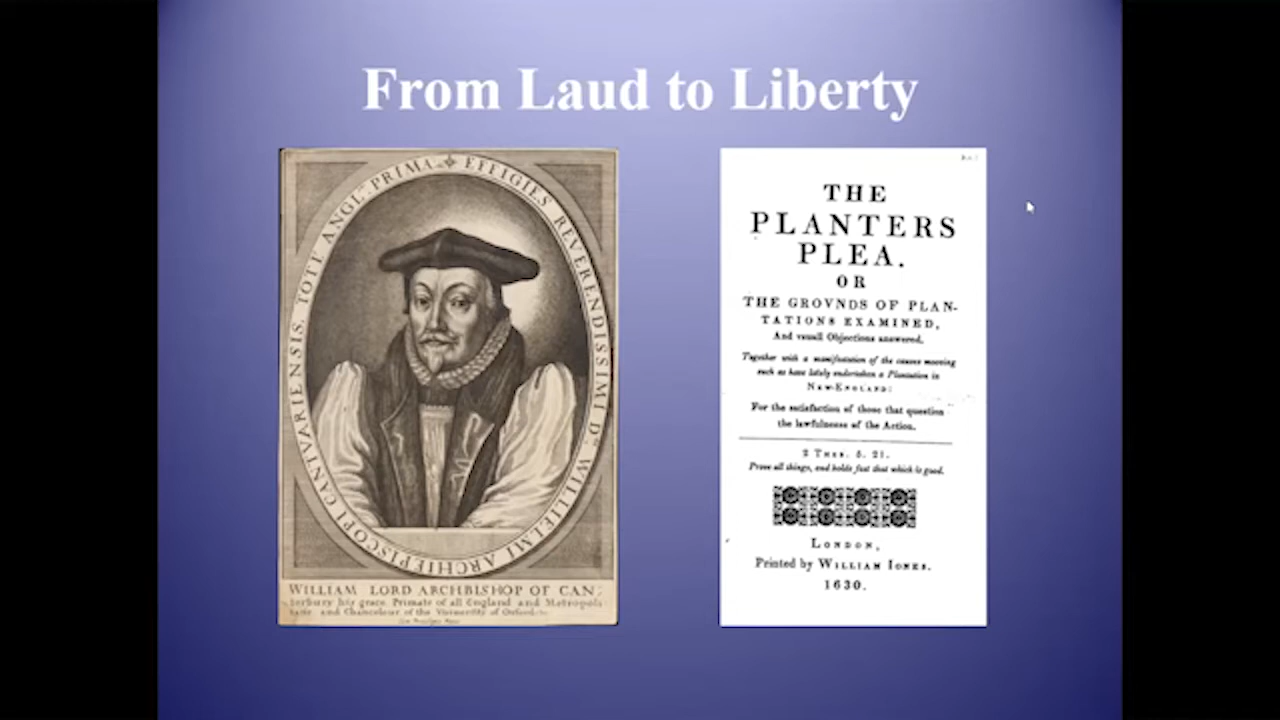 From Laud to Liberty
PRIMA EFFIGIES REVERENDISSIMI D. WILLIELMI ARCHIEPISCOPI CANTVARIENSIS, TOTI ANGL:
WILLIAM LORD ARCHBISHOP OF CAN:
terbury his grace, Primate of all England and Metropoli
tane and Chancelour of the Vniuersity of Oxford
THE
PLANTERS
PLEA.
OR
THE GROVNDS OF PLAN-
TATIONS EXAMINED,
And vsuall Objections answered.
Together with a manifestation of the causes mooving
such as have lately undertaken a Plantation in
NEW-ENGLAND:
For the satisfaction of those that question
the lawfulnesse of the Action.
2 THES. 5. 21.
Prove all things, and holde fast that which is good.
LONDON,
Printed by WILLIAM IONES.
1630.